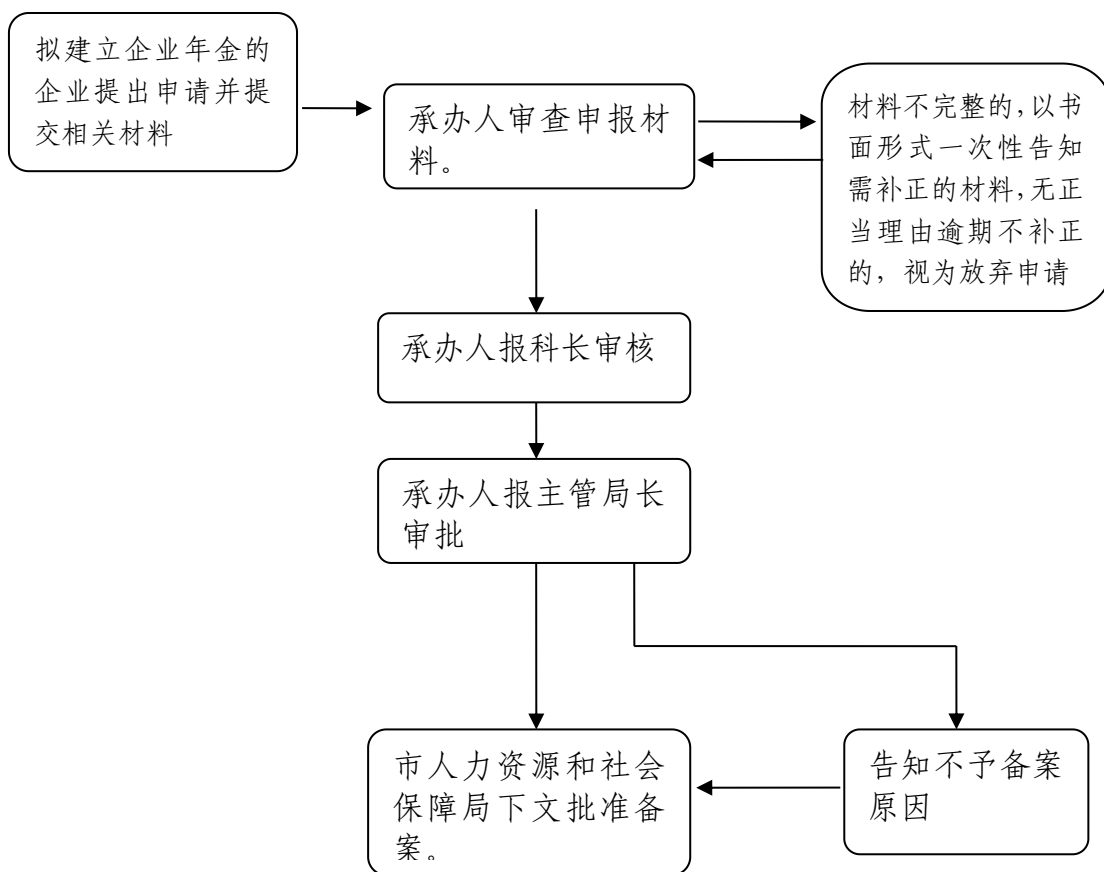 拟建立企业年金的
企业提出申请并提
交相关材料
承办人审查申报材
料。
材料不完整的,以书
面形式一次性告知
需补正的材料,无正
当理由逾期不补正
的，视为放弃申请
承办人报科长审核
承办人报主管局长
审批
市人力资源和社会
保障局下文批准备
案。
告知不予备案
原因